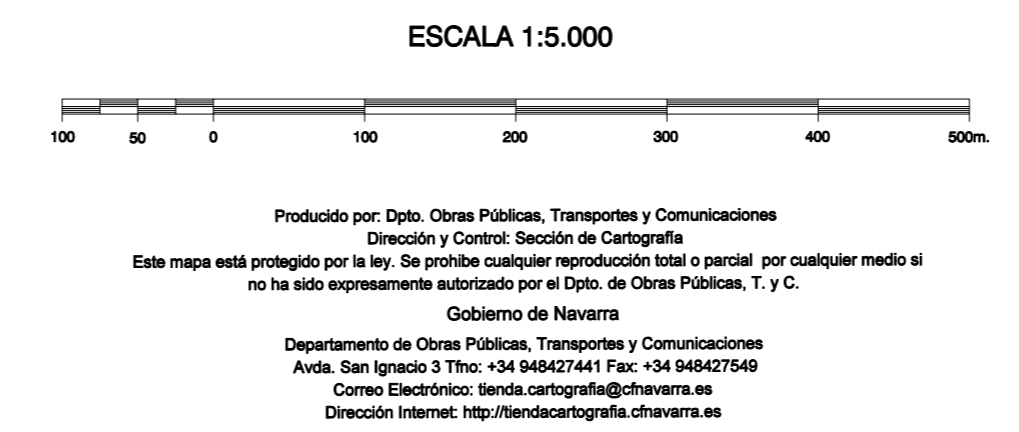 ESCALA 1:5.000
100 50 0 100 200 300 400 500m.
Producido por: Dpto. Obras Públicas, Transportes y Comunicaciones
Dirección y Control: Sección de Cartografía
Este mapa está protegido por la ley. Se prohibe cualquier reproducción total o parcial por cualquier medio si
no ha sido expresamente autorizado por el Dpto. de Obras Públicas, T. y C.
Gobierno de Navarra
Departamento de Obras Públicas, Transportes y Comunicaciones
Avda. San Ignacio 3 Tfno: +34 948427441 Fax: +34 948427549
Correo Electrónico: tienda.cartografia@cfnavarra.es
Dirección Internet: http://tiendacartografia.cfnavarra.es